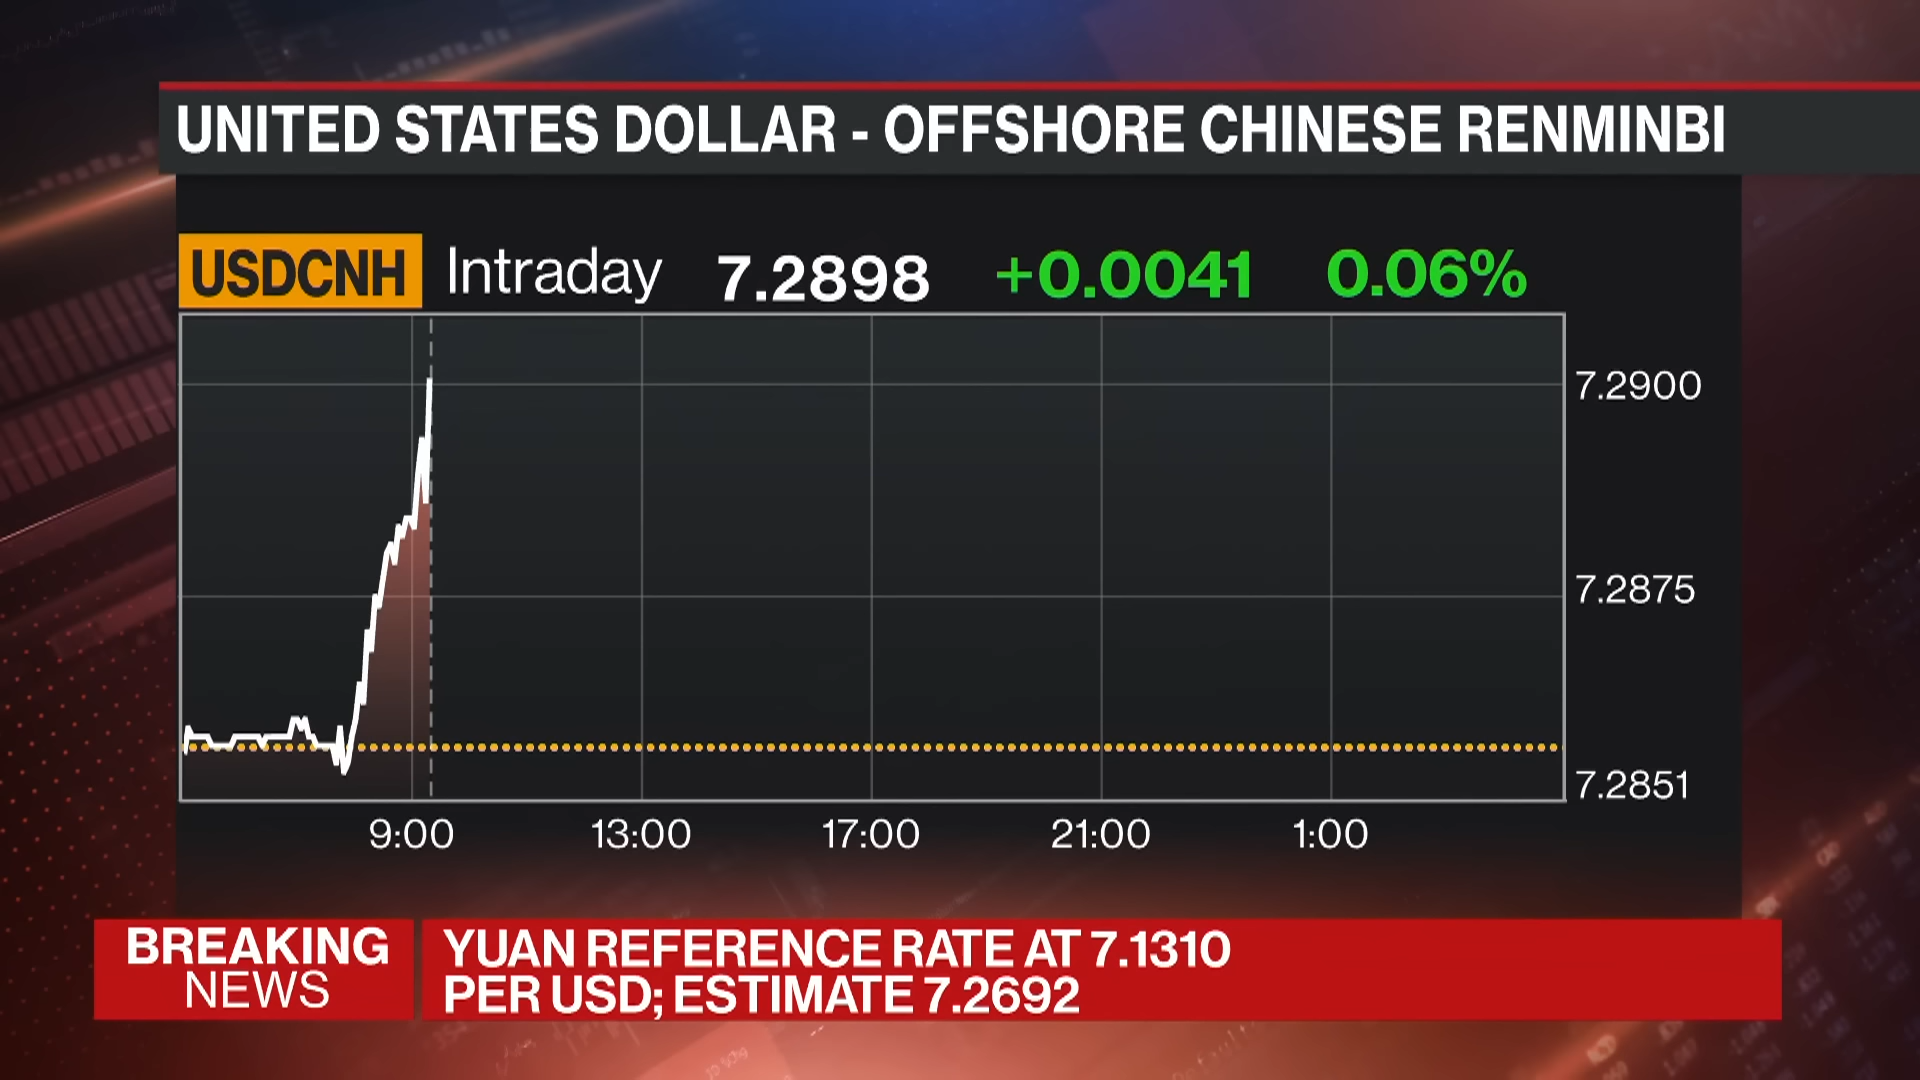 UNITED STATES DOLLAR - OFFSHORE CHINESE RENMINBI
USDCNH Intraday 7.2898 +0.0041 0.06%
7.2900
7.2875
7.2851
9:00 13:00 17:00 21:00 1:00
BREAKING
NEWS
YUAN REFERENCE RATE AT 7.1310
PER USD; ESTIMATE 7.2692